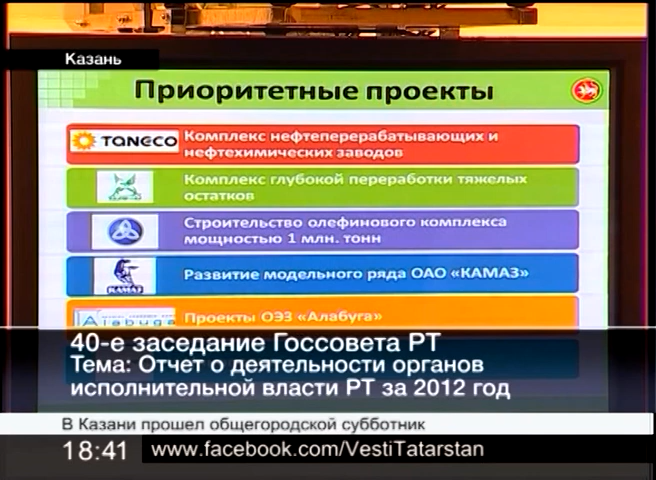 Казань
Приоритетные проекты
TANECO
Комплекс нефтеперерабатывающих и
нефтехимических заводов
Комплекс глубокой переработки тяжелых
остатков
Строительство олефинового комплекса
мощностью 1 млн. тонн
КАМАЗ
Развитие модельного ряда ОАО «КАМАЗ»
Alabuga
Проекты ОЭЗ «Алабуга»
40-е заседание Госсовета РТ
Тема: Отчет о деятельности органов
исполнительной власти РТ за 2012 год
В Казани прошел общегородской субботник
18:41
www.facebook.com/VestiTatarstan